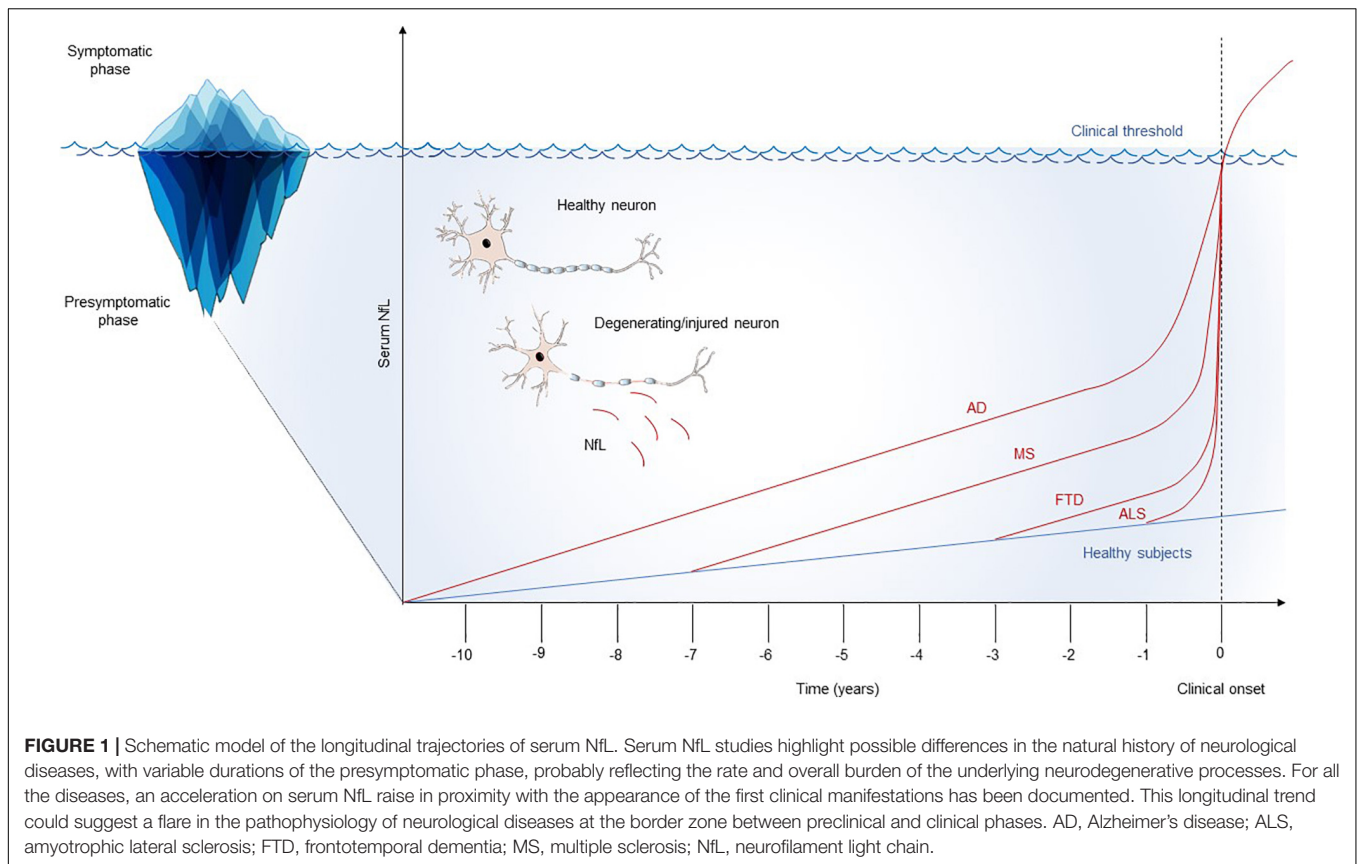 Symptomatic
phase
Clinical threshold
Healthy neuron
Presymptomatic
phase
Degenerating/injured neuron
Serum NfL
NfL
AD
MS
FTD
ALS
Healthy subjects
-10 -9 -8 -7 -6 -5 -4 -3 -2 -1 0
Time (years)
Clinical onset
FIGURE 1 | Schematic model of the longitudinal trajectories of serum NfL. Serum NfL studies highlight possible differences in the natural history of neurological
diseases, with variable durations of the presymptomatic phase, probably reflecting the rate and overall burden of the underlying neurodegenerative processes. For all
the diseases, an acceleration on serum NfL raise in proximity with the appearance of the first clinical manifestations has been documented. This longitudinal trend
could suggest a flare in the pathophysiology of neurological diseases at the border zone between preclinical and clinical phases. AD, Alzheimer's disease; ALS,
amyotrophic lateral sclerosis; FTD, frontotemporal dementia; MS, multiple sclerosis; NfL, neurofilament light chain.